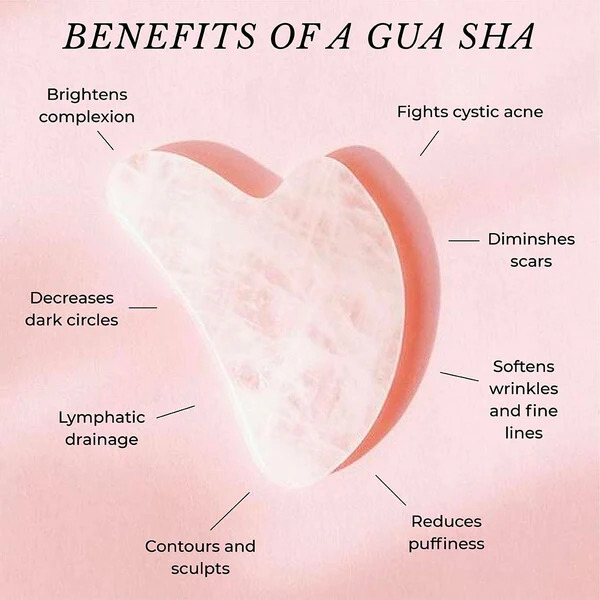 BENEFITS OF A GUA SHA
Brightens
complexion
Fights cystic acne
Diminshes
scars
Decreases
dark circles
Softens
wrinkles
and fine
lines
Lymphatic
drainage
Reduces
puffiness
Contours and
sculpts